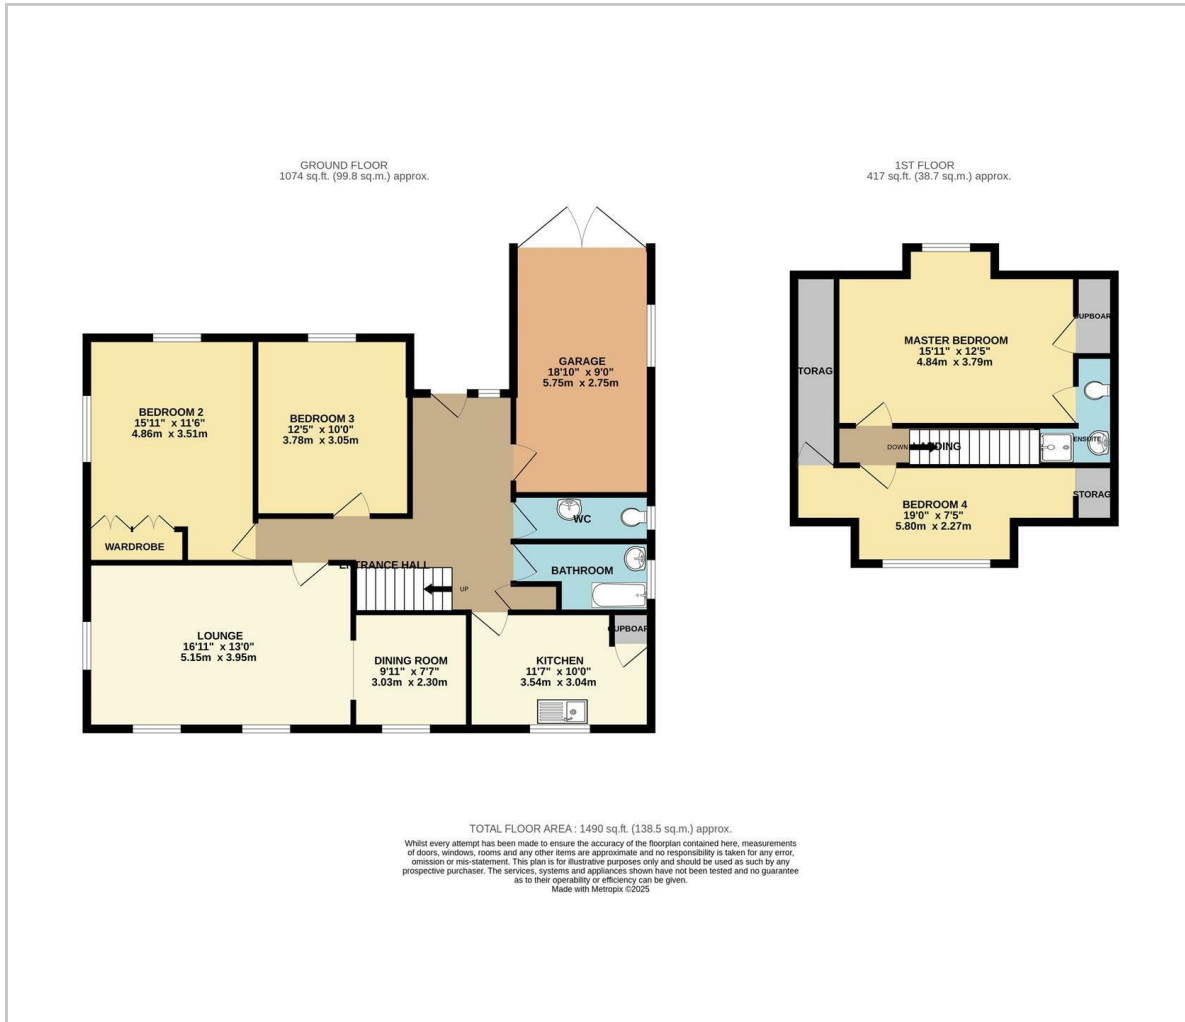 GROUND FLOOR
1074 sq.ft. (99.8 sq.m.) approx.
1ST FLOOR
417 sq.ft. (38.7 sq.m.) approx.
GARAGE
18'10" x 9'0"
5.75m x 2.75m
BEDROOM 2
15'11" x 11'6"
4.86m x 3.51m
BEDROOM 3
12'5" x 10'0"
3.78m x 3.05m
WARDROBE
WC
BATHROOM
ENTRANCE HALL
UP
LOUNGE
16'11" x 13'0"
5.15m x 3.95m
DINING ROOM
9'11" x 7'7"
3.03m x 2.30m
KITCHEN
11'7" x 10'0"
3.54m x 3.04m
CUPBOAR
MASTER BEDROOM
15'11" x 12'5"
4.84m x 3.79m
CUPBOAR
TORAG
DOWN
LANDING
ENSUITE
BEDROOM 4
19'0" x 7'5"
5.80m x 2.27m
STORAG
TOTAL FLOOR AREA : 1490 sq.ft. (138.5 sq.m.) approx.
Whilst every attempt has been made to ensure the accuracy of the floorplan contained here, measurements
of doors, windows, rooms and any other items are approximate and no responsibility is taken for any error,
omission or mis-statement. This plan is for illustrative purposes only and should be used as such by any
prospective purchaser. The services, systems and appliances shown have not been tested and no guarantee
as to their operability or efficiency can be given.
Made with Metropix ©2025